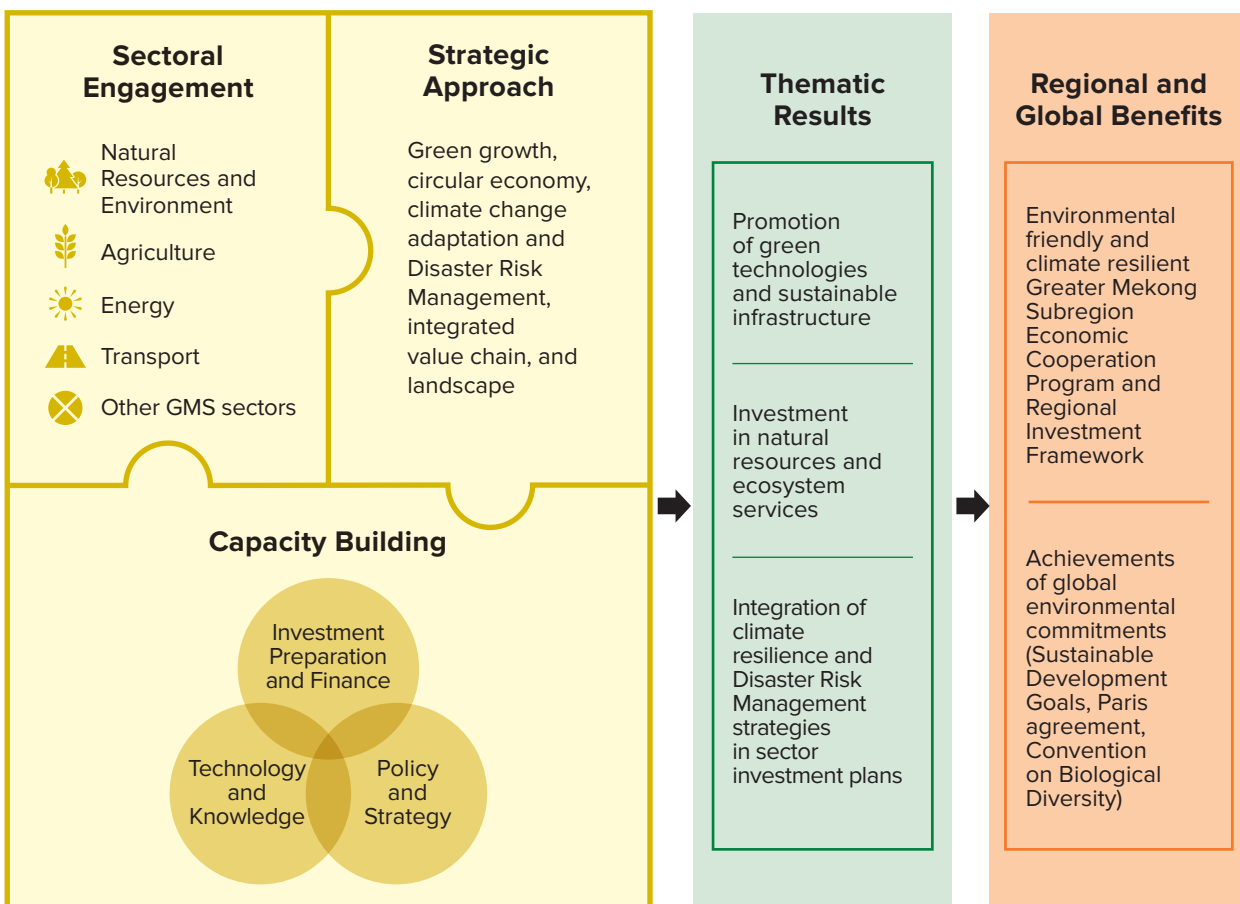 Sectoral
Engagement
Natural
Resources and
Environment
Agriculture
Energy
Transport
Other GMS sectors
Strategic
Approach
Green growth,
circular economy,
climate change
adaptation and
Disaster Risk
Management,
integrated
value chain, and
landscape
Capacity Building
Investment
Preparation
and Finance
Technology
and
Knowledge
Policy
and
Strategy
Thematic
Results
Promotion
of green
technologies
and sustainable
infrastructure
Investment
in natural
resources and
ecosystem
services
Integration of
climate
resilience and
Disaster Risk
Management
strategies
in sector
investment plans
Regional and
Global Benefits
Environmental
friendly and
climate resilient
Greater Mekong
Subregion
Economic
Cooperation
Program and
Regional
Investment
Framework
Achievements
of global
environmental
commitments
(Sustainable
Development
Goals, Paris
agreement,
Convention
on Biological
Diversity)